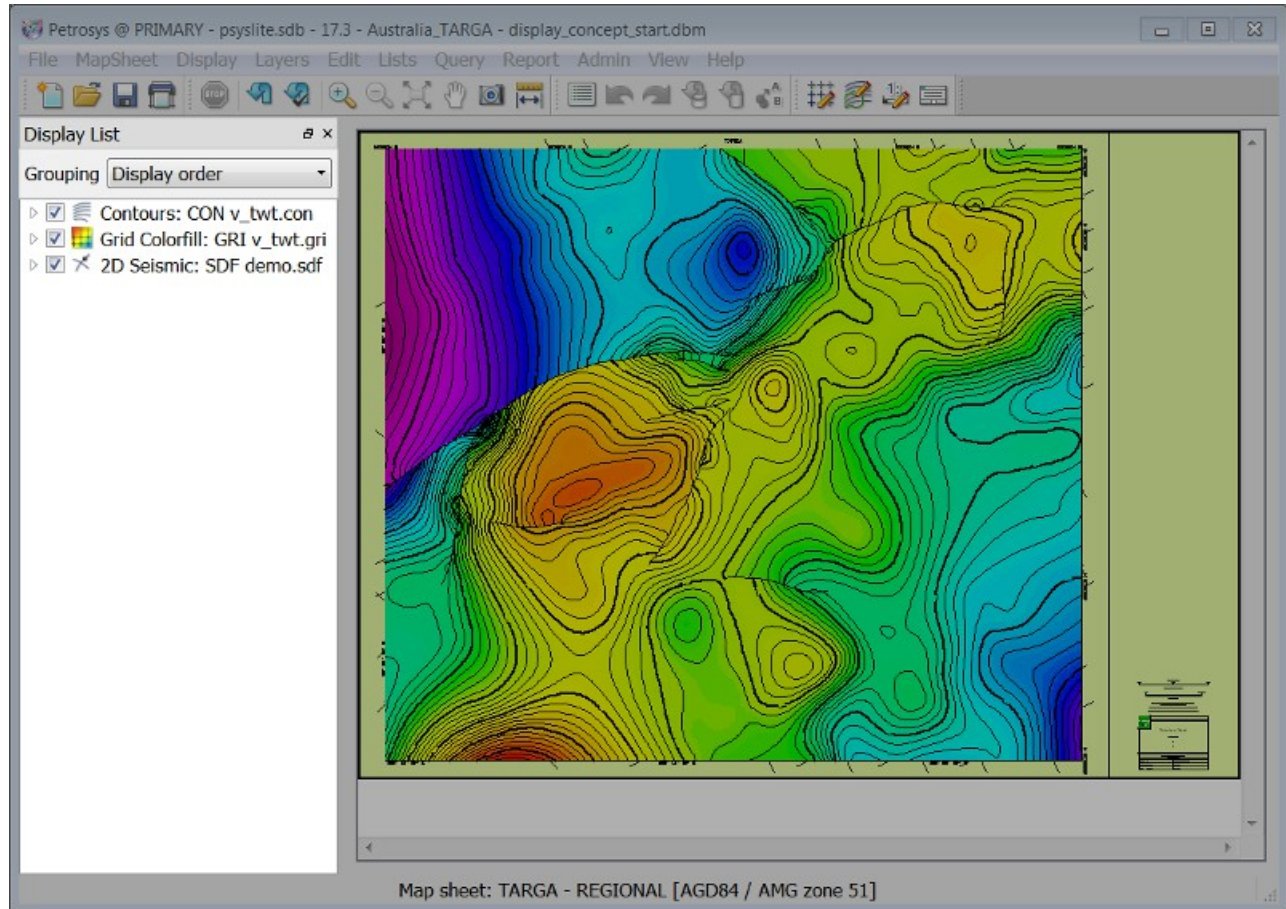 Petrosys @ PRIMARY - psyslite.sdb - 17.3 - Australia_TARGA - display_concept_start.dbm
File MapSheet Display Layers Edit Lists Query Report Admin View Help
STOP
Display List
Grouping Display order
Contours: CON v_twt.con
Grid Colorfill: GRI v_twt.gri
2D Seismic: SDF demo.sdf
TARGA
Map sheet: TARGA - REGIONAL [AGD84 / AMG zone 51]